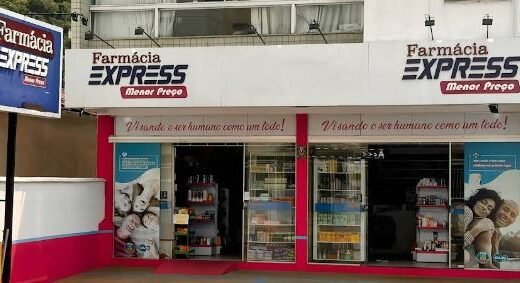 Farmácia
EXPRESS
Menor Preço
Farmácia
EXPRESS
Menor Preço
Farmácia
EXPRESS
Menor Preço
Visando o ser humano como um todo!
Visando o ser humano como um todo!